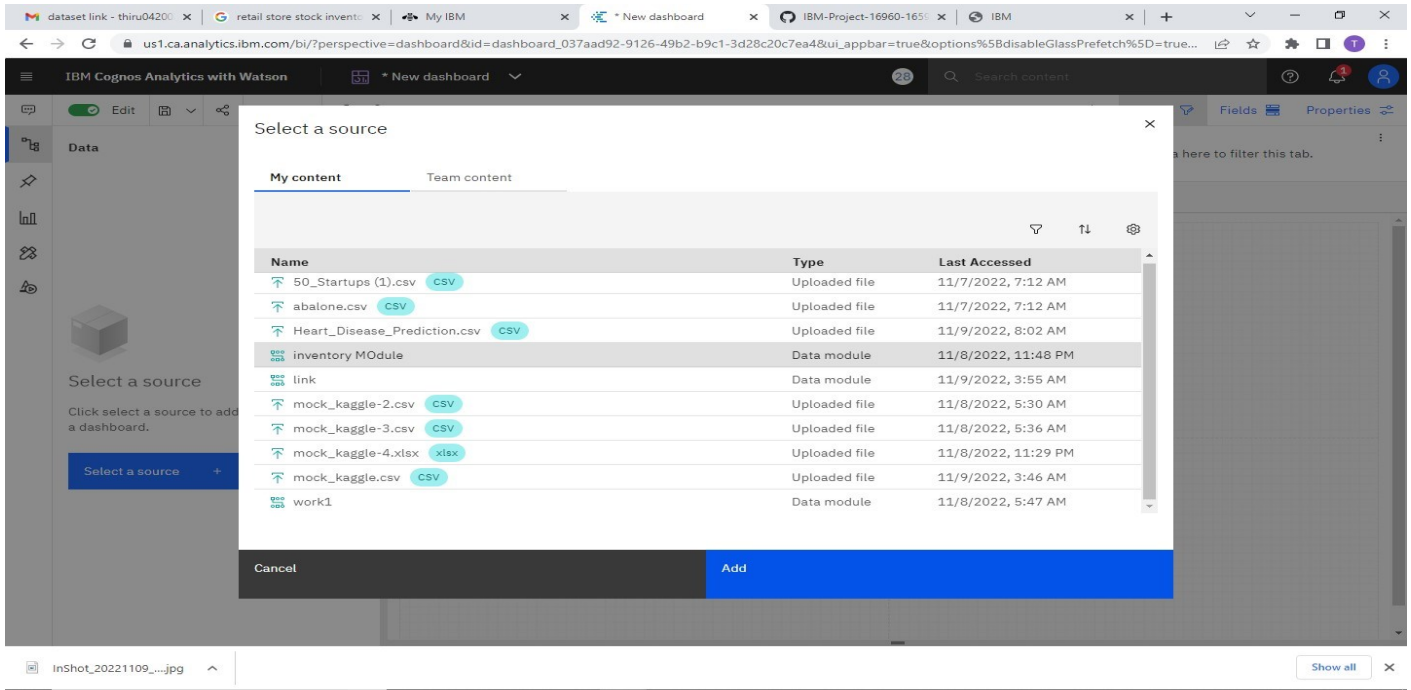 dataset link - thiru04200
retail store stock invento
My IBM
* New dashboard
IBM-Project-16960-165
IBM
us1.ca.analytics.ibm.com/bi/?perspective=dashboard&id=dashboard_037aad92-9126-49b2-b9c1-3d28c20c7ea4&ui_appbar=true&options%5BdisableGlassPrefetch%5D=true...
T
IBM Cognos Analytics with Watson
* New dashboard
28
Search content
1
Edit
Fields
Properties
Data
Select a source
a here to filter this tab.
My content Team content
Name Type Last Accessed
50_Startups (1).csv CSV Uploaded file 11/7/2022, 7:12 AM
abalone.csv CSV Uploaded file 11/7/2022, 7:12 AM
Heart_Disease_Prediction.csv CSV Uploaded file 11/9/2022, 8:02 AM
inventory MOdule Data module 11/8/2022, 11:48 PM
link Data module 11/9/2022, 3:55 AM
mock_kaggle-2.csv CSV Uploaded file 11/8/2022, 5:30 AM
mock_kaggle-3.csv CSV Uploaded file 11/8/2022, 5:36 AM
mock_kaggle-4.xlsx xlsx Uploaded file 11/8/2022, 11:29 PM
mock_kaggle.csv CSV Uploaded file 11/9/2022, 3:46 AM
work1 Data module 11/8/2022, 5:47 AM
Select a source
Click select a source to add
a dashboard.
Select a source +
Cancel
Add
InShot_20221109_....jpg
Show all